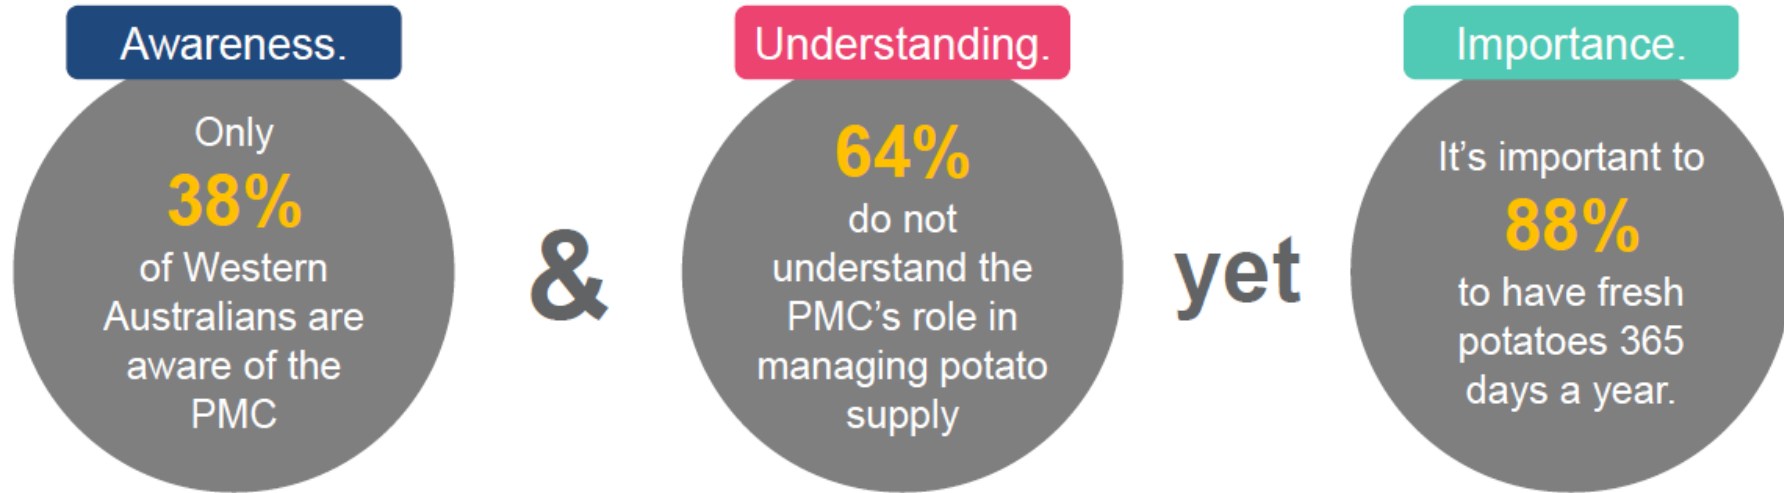 Awareness.
Only
38%
of Western
Australians are
aware of the
PMC
&
Understanding.
64%
do not
understand the
PMC's role in
managing potato
supply
yet
Importance.
It's important to
88%
to have fresh
potatoes 365
days a year.